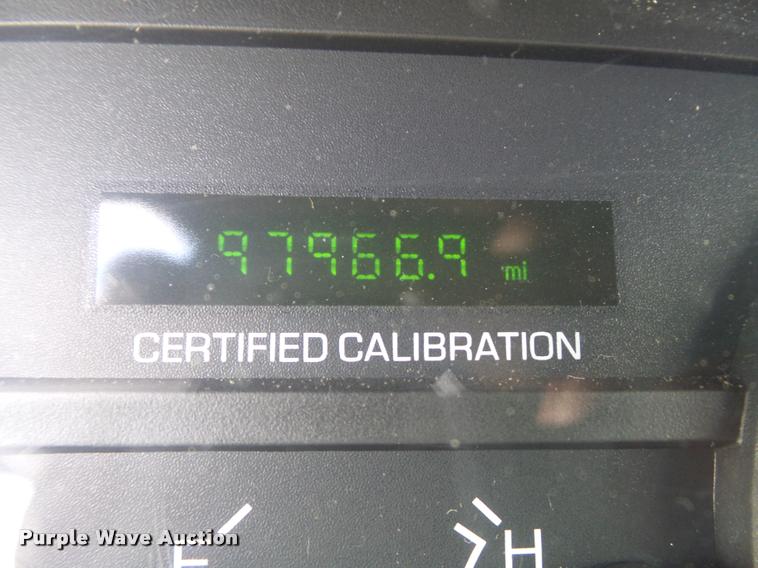 97966.9 mi
CERTIFIED CALIBRATION
H
Purple Wave Auction